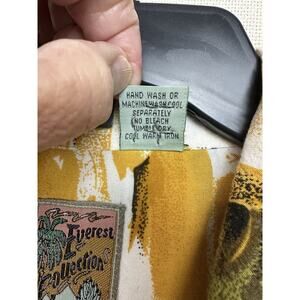 HAND WASH OR
MACHINE WASH COOL
SEPARATELY
NO BLEACH
TUMBLE DRY
COOL WARM IRON
Everest
Collection